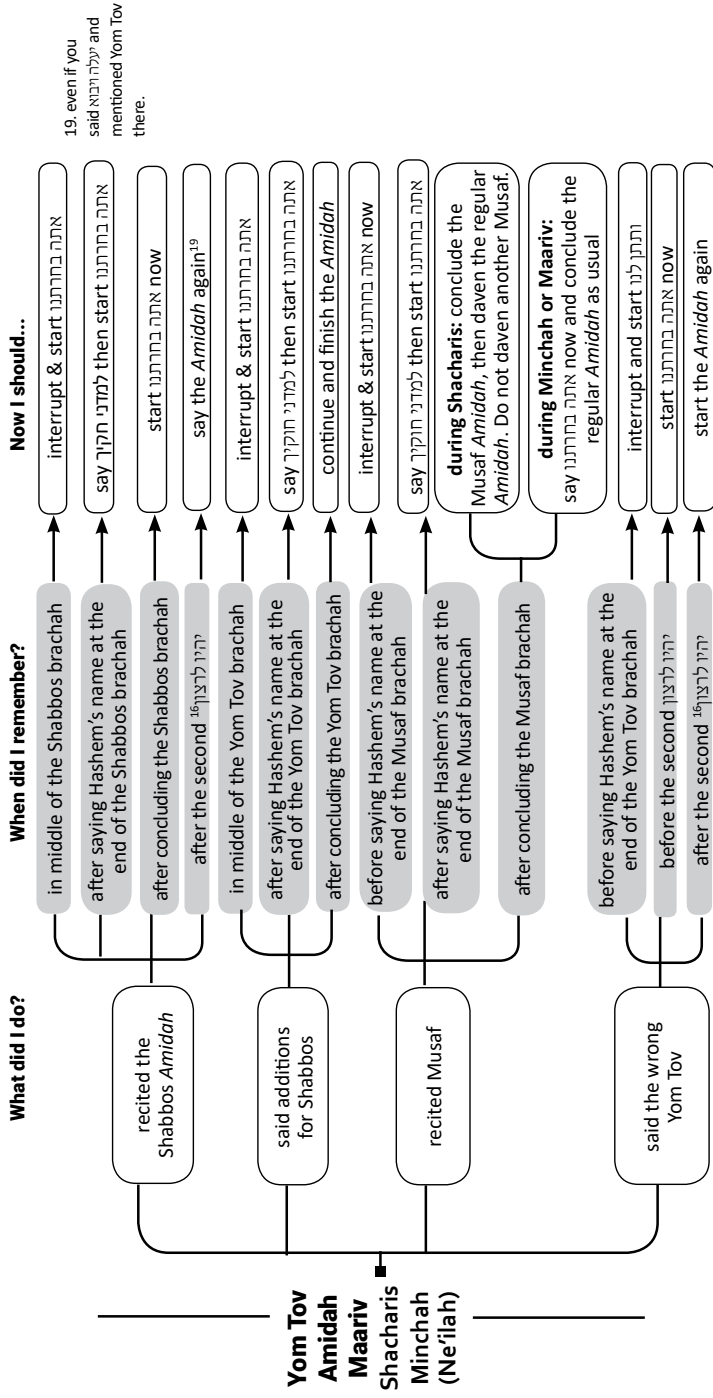 What did I do?
When did I remember?
Now I should...
Yom Tov
Amidah
Maariv
Shacharis
Minchah
(Ne'ilah)
recited the
Shabbos Amidah
in middle of the Shabbos brachah
interrupt & start אתה בחרתנו
after saying Hashem's name at the
end of the Shabbos brachah
say למדני חקיך then start אתה בחרתנו
after concluding the Shabbos brachah
start אתה בחרתנו now
after the second יהיו לרצון16
say the Amidah again19
said additions
for Shabbos
in middle of the Yom Tov brachah
interrupt & start אתה בחרתנו
after saying Hashem's name at the
end of the Yom Tov brachah
say למדני חוקיך then start אתה בחרתנו
after concluding the Yom Tov brachah
continue and finish the Amidah
recited Musaf
before saying Hashem's name at the
end of the Musaf brachah
interrupt & start אתה בחרתנו now
after saying Hashem's name at the
end of the Musaf brachah
say למדני חוקיך then start אתה בחרתנו
after concluding the Musaf brachah
during Shacharis: conclude the
Musaf Amidah, then daven the regular
Amidah. Do not daven another Musaf.
during Minchah or Maariv:
say אתה בחרתנו now and conclude the
regular Amidah as usual
said the wrong
Yom Tov
before saying Hashem's name at the
end of the Yom Tov brachah
interrupt and start ותתן לנו
before the second יהיו לרצון
start אתה בחרתנו now
after the second יהיו לרצון16
start the Amidah again
19. even if you
said יעלה ויבוא and
mentioned Yom Tov
there.